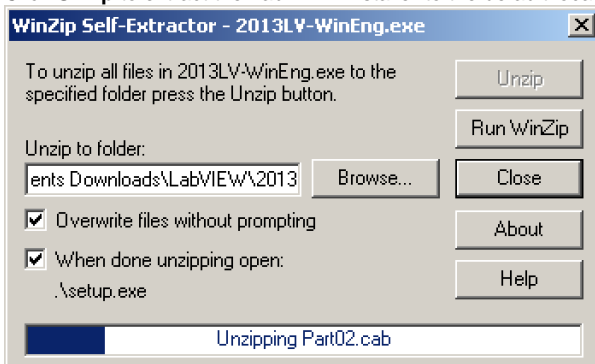 WinZip Self-Extractor - 2013LV-WinEng.exe
To unzip all files in 2013LV-WinEng.exe to the
specified folder press the Unzip button.
Unzip
Run WinZip
Unzip to folder:
ents Downloads\LabVIEW\2013
Browse...
Close
Overwrite files without prompting
About
When done unzipping open:
.\setup.exe
Help
Unzipping Part02.cab